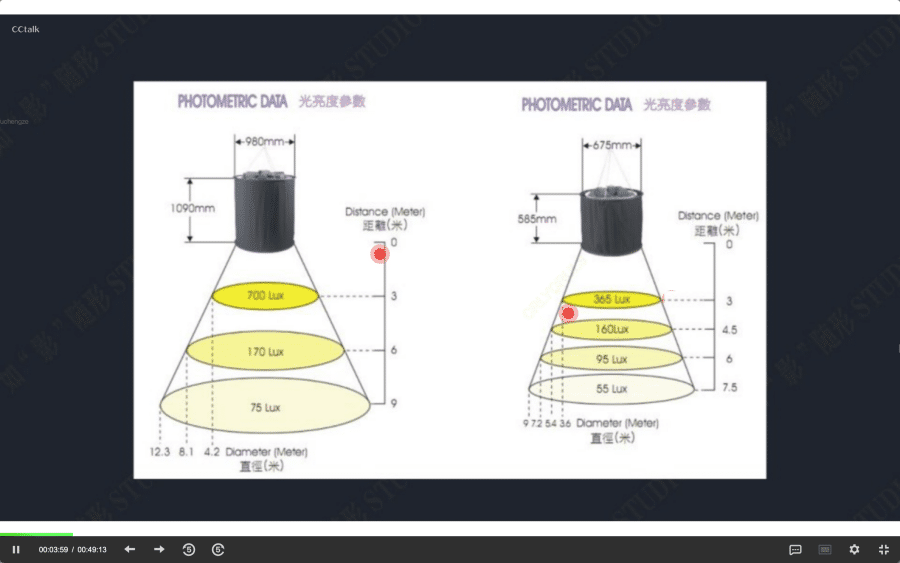 CCtalk
PHOTOMETRIC DATA 光亮度參數
980mm
1090mm
Distance (Meter)
距離(米)
0
700 Lux
3
170 Lux
6
75 Lux
9
12.3 8.1 4.2 Diameter (Meter)
直徑(米)
PHOTOMETRIC DATA 光亮度參數
675mm
585mm
Distance (Meter)
距離(米)
0
365 Lux
3
160Lux
4.5
95 Lux
6
55 Lux
7.5
9 7.2 5.4 3.6 Diameter (Meter)
直徑(米)
00:03:59 / 00:49:13
5
5